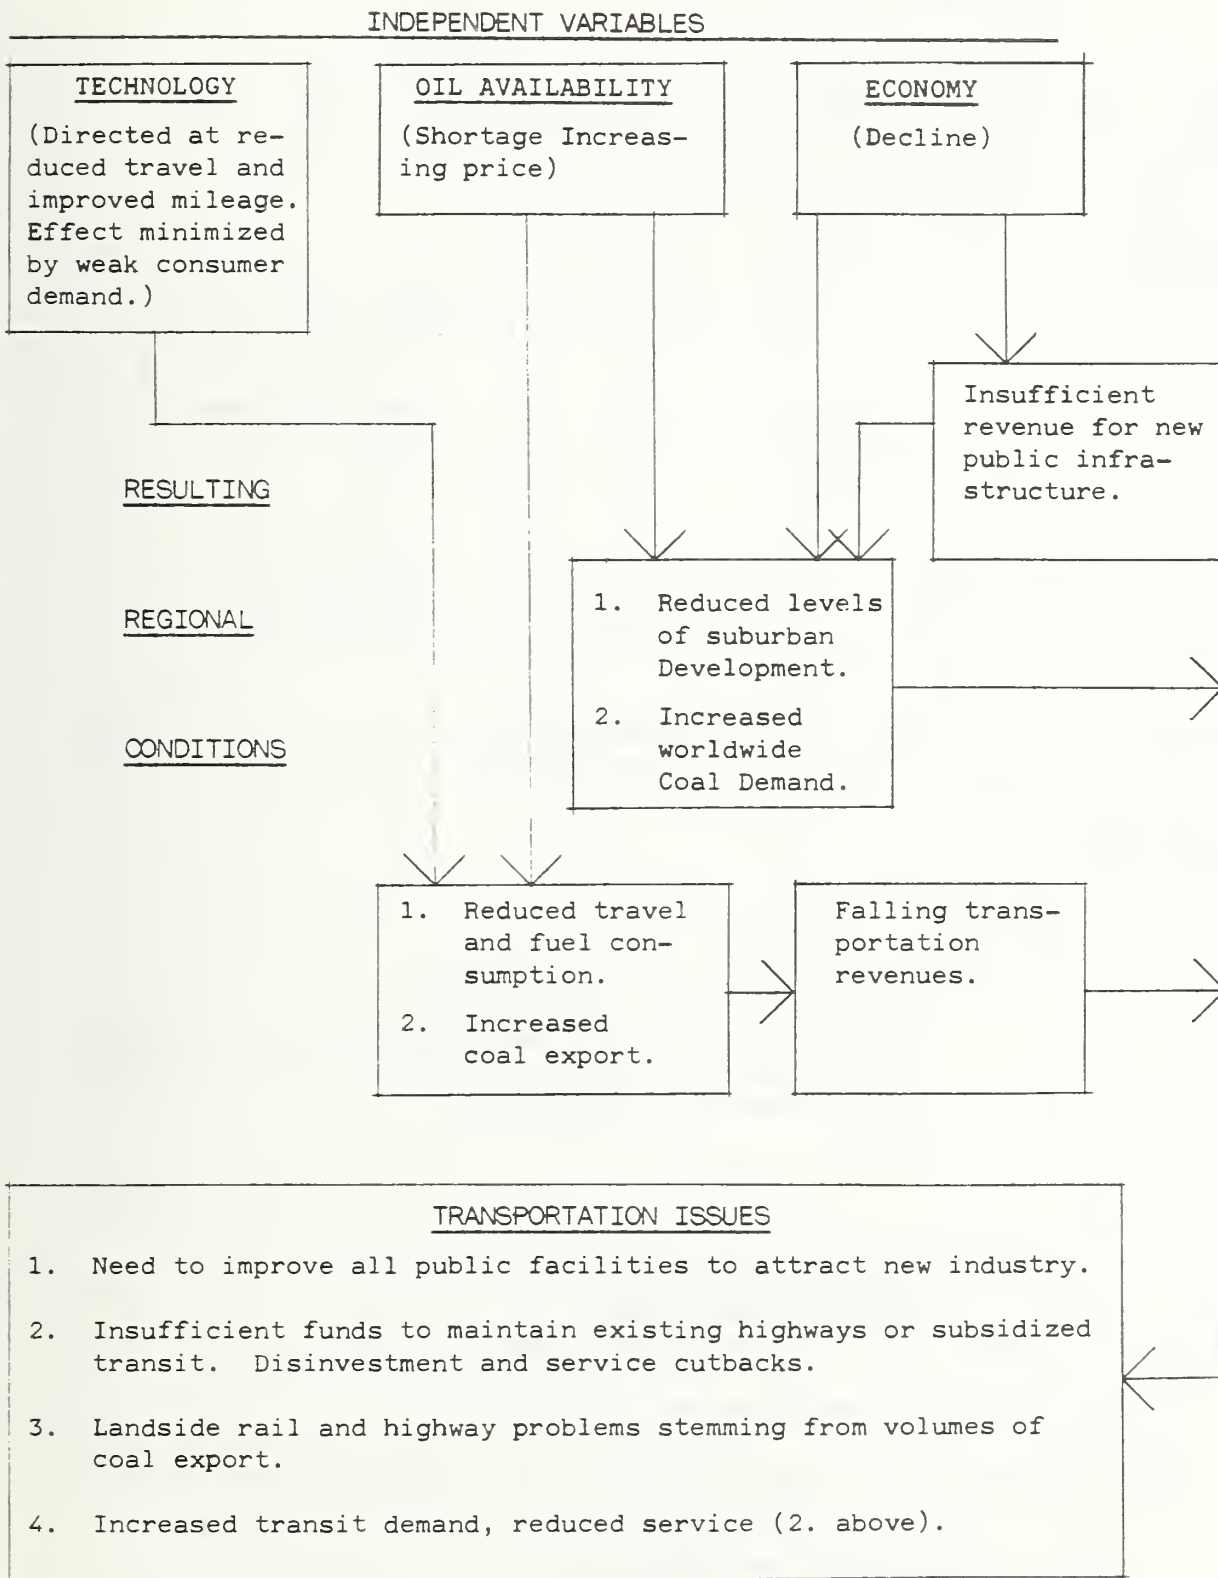 INDEPENDENT VARIABLES
TECHNOLOGY
(Directed at re-
duced travel and
improved mileage.
Effect minimized
by weak consumer
demand.)
OIL AVAILABILITY
(Shortage Increas-
ing price)
ECONOMY
(Decline)
Insufficient
revenue for new
public infra-
structure.
RESULTING
REGIONAL
CONDITIONS
1. Reduced levels
of suburban
Development.
2. Increased
worldwide
Coal Demand.
1. Reduced travel
and fuel con-
sumption.
2. Increased
coal export.
Falling trans-
portation
revenues.
TRANSPORTATION ISSUES
1. Need to improve all public facilities to attract new industry.
2. Insufficient funds to maintain existing highways or subsidized
transit. Disinvestment and service cutbacks.
3. Landside rail and highway problems stemming from volumes of
coal export.
4. Increased transit demand, reduced service (2. above).